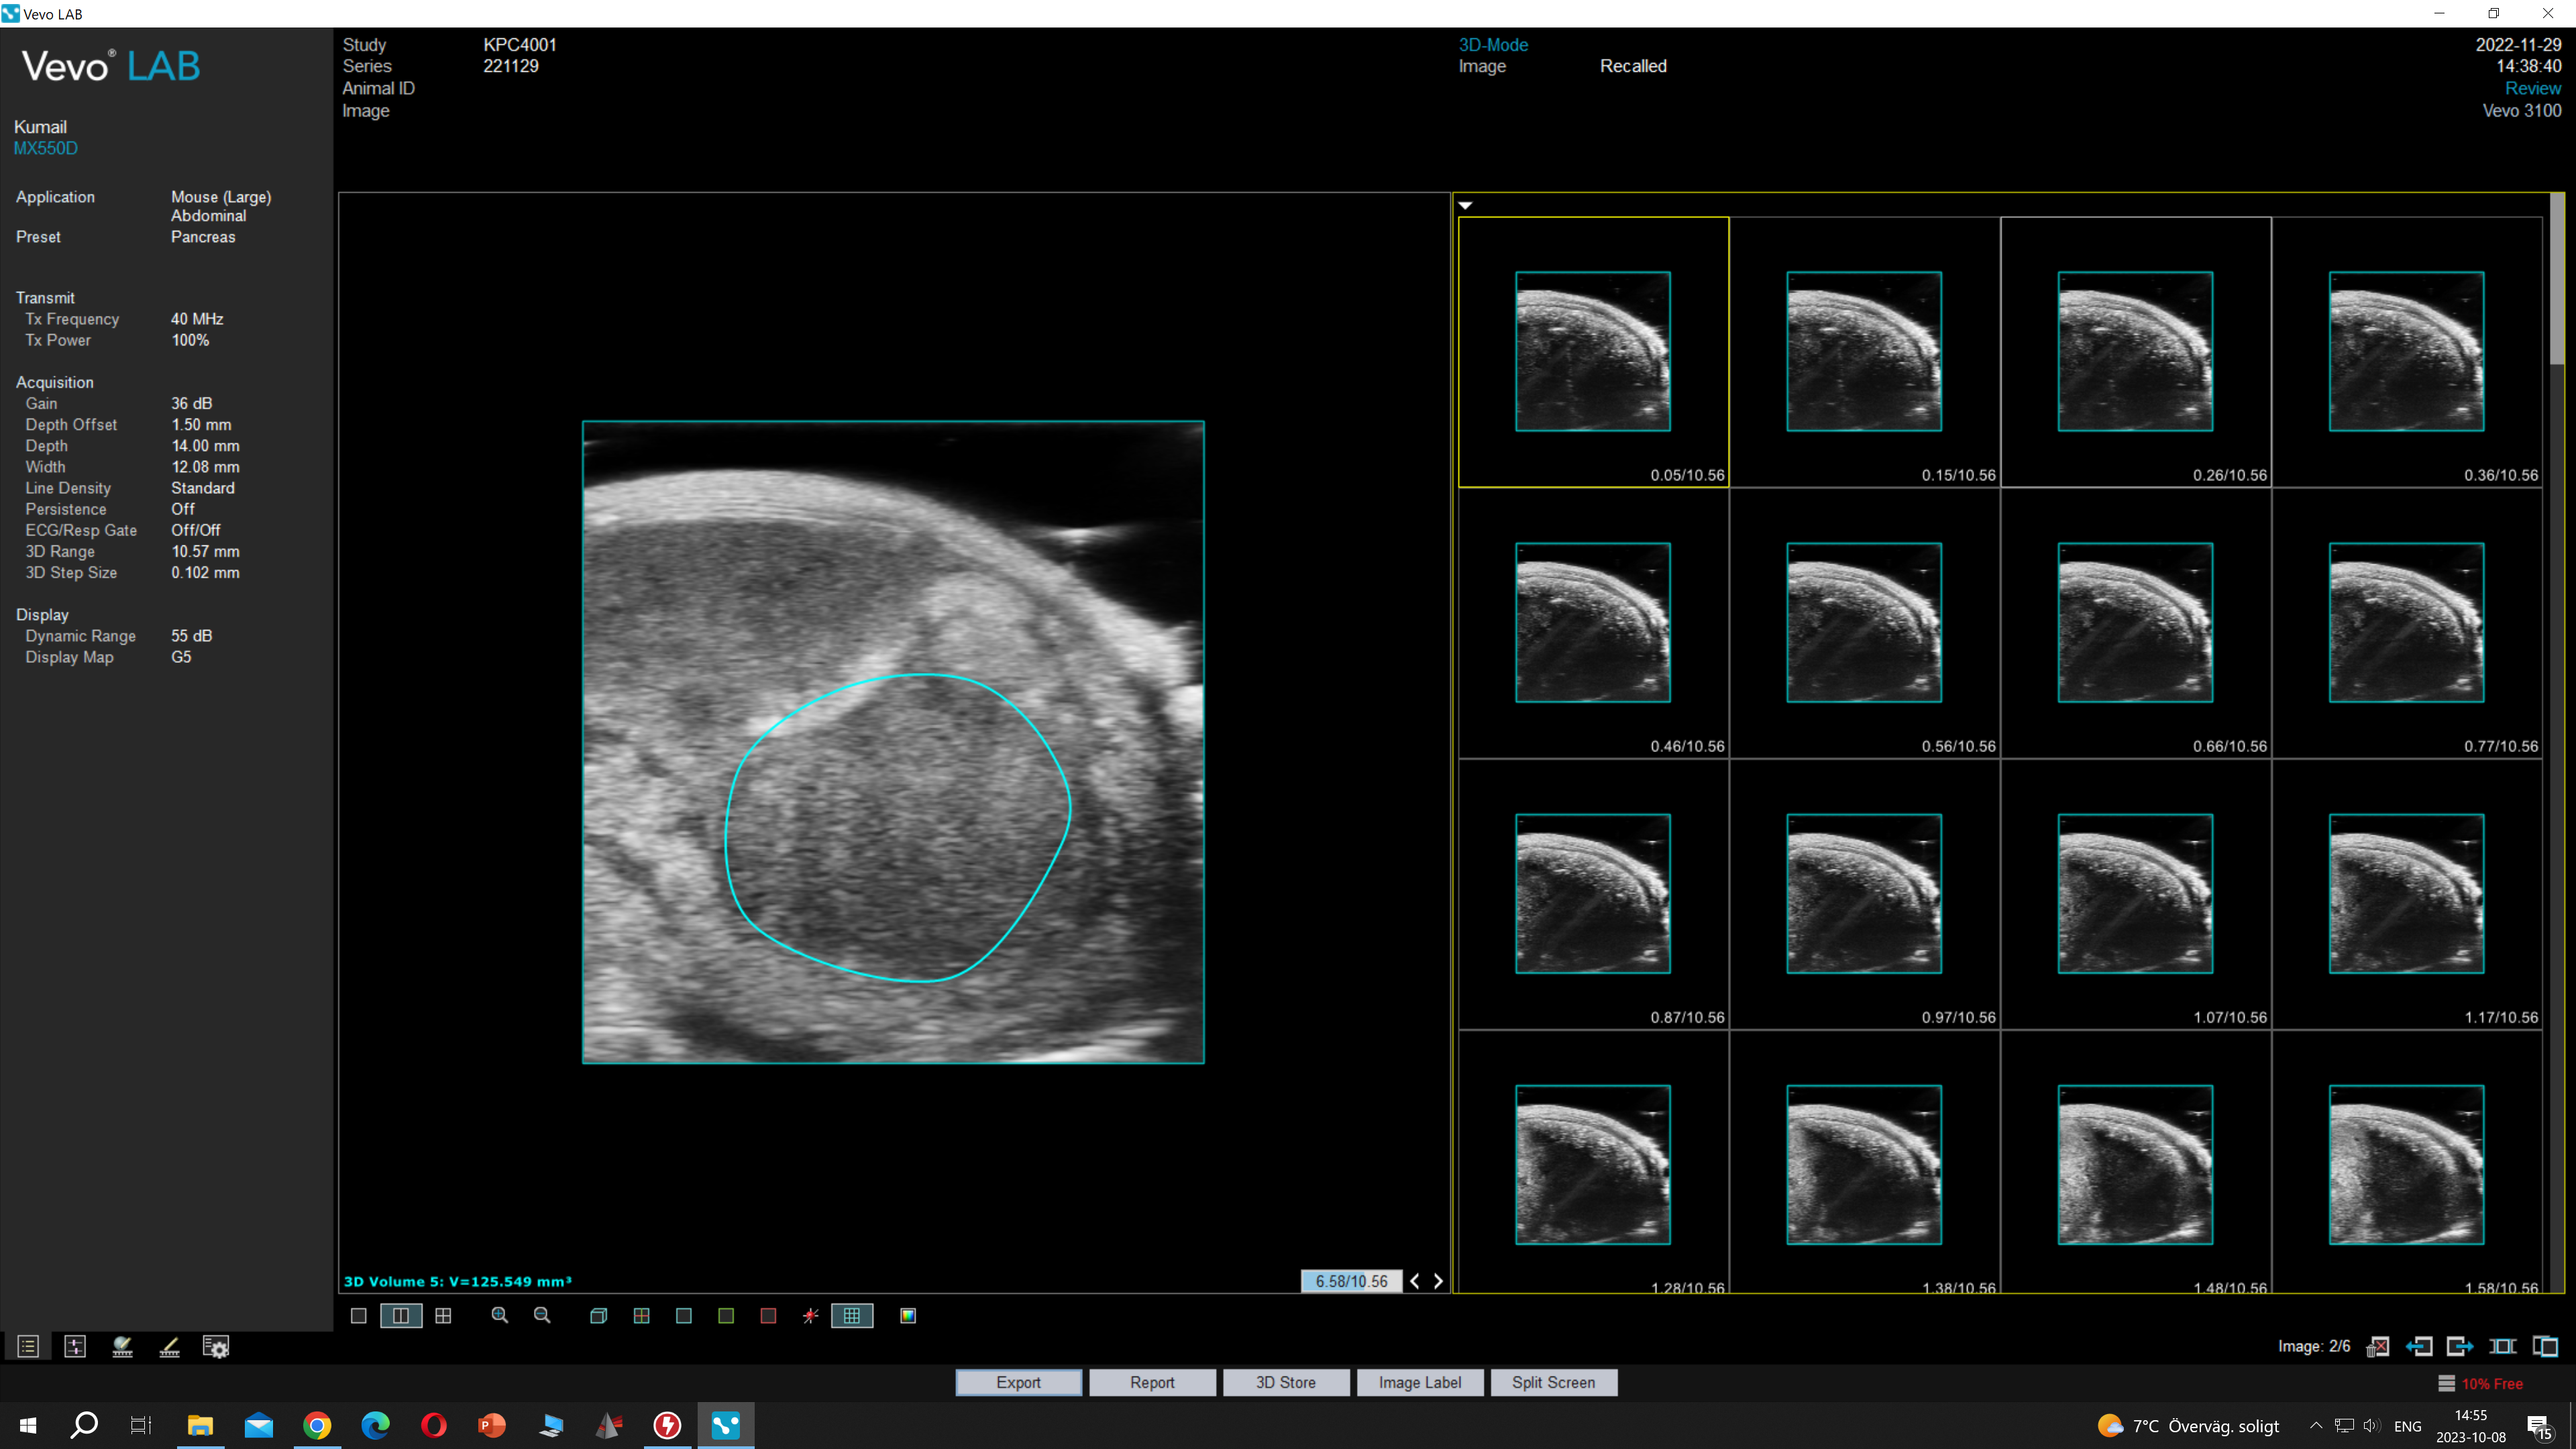 Vevo LAB
Vevo® LAB
Study KPC4001
Series 221129
Animal ID
Image
3D-Mode
Image Recalled
2022-11-29
14:38:40
Review
Vevo 3100
Kumail
MX550D
Application Mouse (Large)
Abdominal
Preset Pancreas
Transmit
Tx Frequency 40 MHz
Tx Power 100%
Acquisition
Gain 36 dB
Depth Offset 1.50 mm
Depth 14.00 mm
Width 12.08 mm
Line Density Standard
Persistence Off
ECG/Resp Gate Off/Off
3D Range 10.57 mm
3D Step Size 0.102 mm
Display
Dynamic Range 55 dB
Display Map G5
0.05/10.56 0.15/10.56 0.26/10.56 0.36/10.56
0.46/10.56 0.56/10.56 0.66/10.56 0.77/10.56
0.87/10.56 0.97/10.56 1.07/10.56 1.17/10.56
1.28/10.56 1.38/10.56 1.48/10.56 1.58/10.56
3D Volume 5: V=125.549 mm³
6.58/10.56
Image: 2/6
Export Report 3D Store Image Label Split Screen
10% Free
7°C Överväg. soligt
ENG
14:55
2023-10-08
15